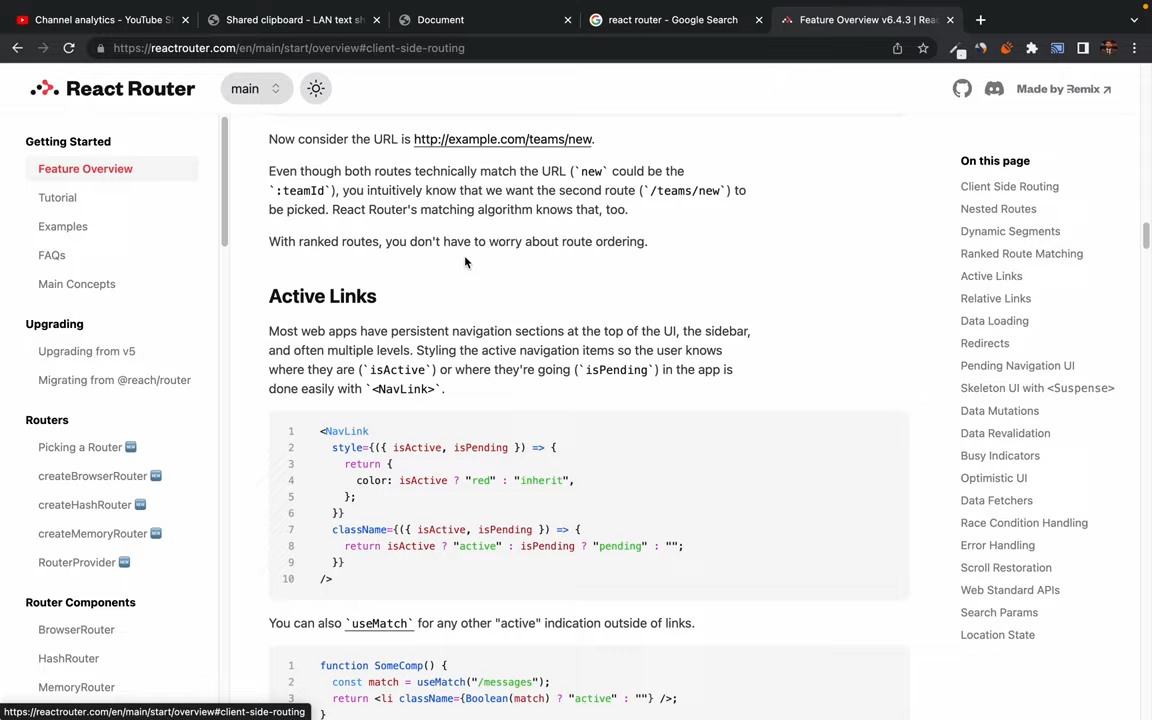 Channel analytics - YouTube St
Shared clipboard - LAN text sh
Document
react router - Google Search
Feature Overview v6.4.3 | Rea
https://reactrouter.com/en/main/start/overview#client-side-routing
React Router
main
Made by Remix ↗
Getting Started
Feature Overview
Tutorial
Examples
FAQs
Main Concepts
Upgrading
Upgrading from v5
Migrating from @reach/router
Routers
Picking a Router 🆕
createBrowserRouter 🆕
createHashRouter 🆕
createMemoryRouter 🆕
RouterProvider 🆕
Router Components
BrowserRouter
HashRouter
MemoryRouter
Now consider the URL is http://example.com/teams/new.
Even though both routes technically match the URL (`new` could be the
`:teamId`), you intuitively know that we want the second route (`/teams/new`) to
be picked. React Router's matching algorithm knows that, too.
With ranked routes, you don't have to worry about route ordering.
Active Links
Most web apps have persistent navigation sections at the top of the UI, the sidebar,
and often multiple levels. Styling the active navigation items so the user knows
where they are (`isActive`) or where they're going (`isPending`) in the app is
done easily with `<NavLink>`.
1 <NavLink
2 style={({ isActive, isPending }) => {
3 return {
4 color: isActive ? "red" : "inherit",
5 };
6 }}
7 className={({ isActive, isPending }) => {
8 return isActive ? "active" : isPending ? "pending" : "";
9 }}
10 />
You can also `useMatch` for any other "active" indication outside of links.
1 function SomeComp() {
2 const match = useMatch("/messages");
3 return <li className={Boolean(match) ? "active" : ""} />;
}
On this page
Client Side Routing
Nested Routes
Dynamic Segments
Ranked Route Matching
Active Links
Relative Links
Data Loading
Redirects
Pending Navigation UI
Skeleton UI with <Suspense>
Data Mutations
Data Revalidation
Busy Indicators
Optimistic UI
Data Fetchers
Race Condition Handling
Error Handling
Scroll Restoration
Web Standard APIs
Search Params
Location State
https://reactrouter.com/en/main/start/overview#client-side-routing